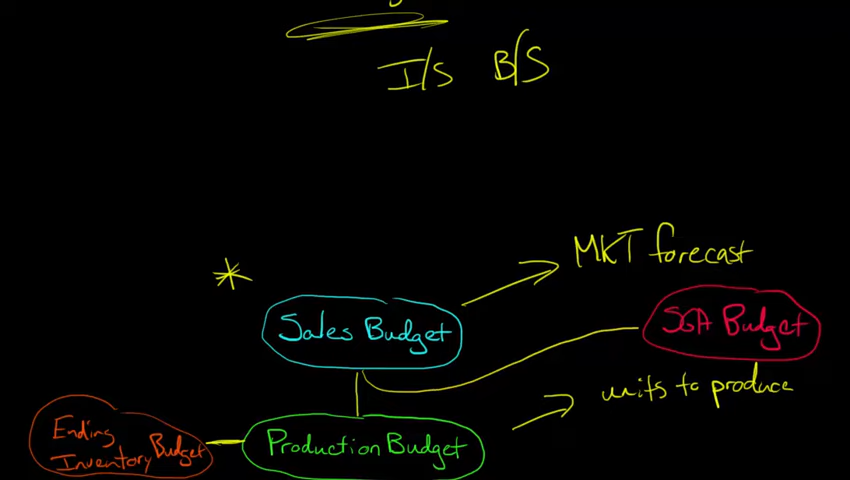 I/S B/S
MKT forecast
*
Sales Budget
SGA Budget
units to produce
Ending
Inventory Budget
Production Budget